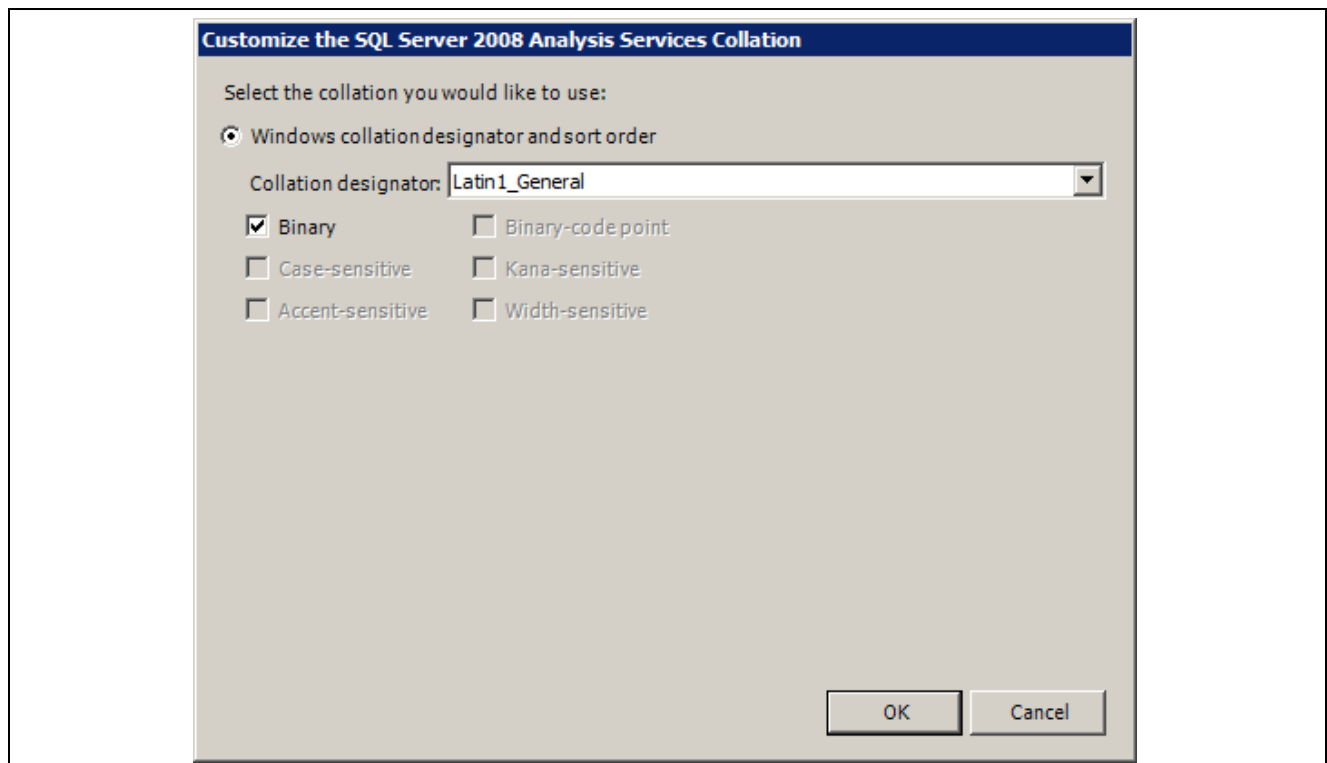 Customize the SQL Server 2008 Analysis Services Collation
Select the collation you would like to use:
Windows collation designator and sort order
Collation designator: Latin1_General
Binary Binary-code point
Case-sensitive Kana-sensitive
Accent-sensitive Width-sensitive
OK Cancel